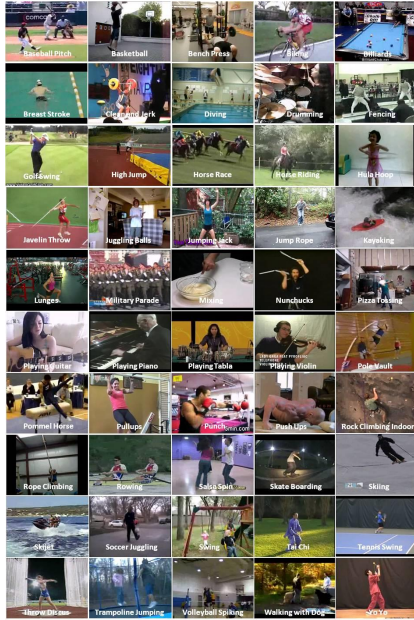 Baseball Pitch
Basketball
Bench Press
Biking
Billiards
Breast Stroke
Clean and Jerk
Diving
Drumming
Fencing
Golf Swing
High Jump
Horse Race
Horse Riding
Hula Hoop
Javelin Throw
Juggling Balls
Jumping Jack
Jump Rope
Kayaking
Lunges
Military Parade
Mixing
Nunchucks
Pizza Tossing
Playing Guitar
Playing Piano
Playing Tabla
Playing Violin
Pole Vault
Pommel Horse
Pullups
Punch
Push Ups
Rock Climbing Indoor
Rope Climbing
Rowing
Salsa Spin
Skate Boarding
Skiing
Skijet
Soccer Juggling
Swing
Tai Chi
Tennis Swing
Throw Discus
Trampoline Jumping
Volleyball Spiking
Walking with Dog
Yo Yo